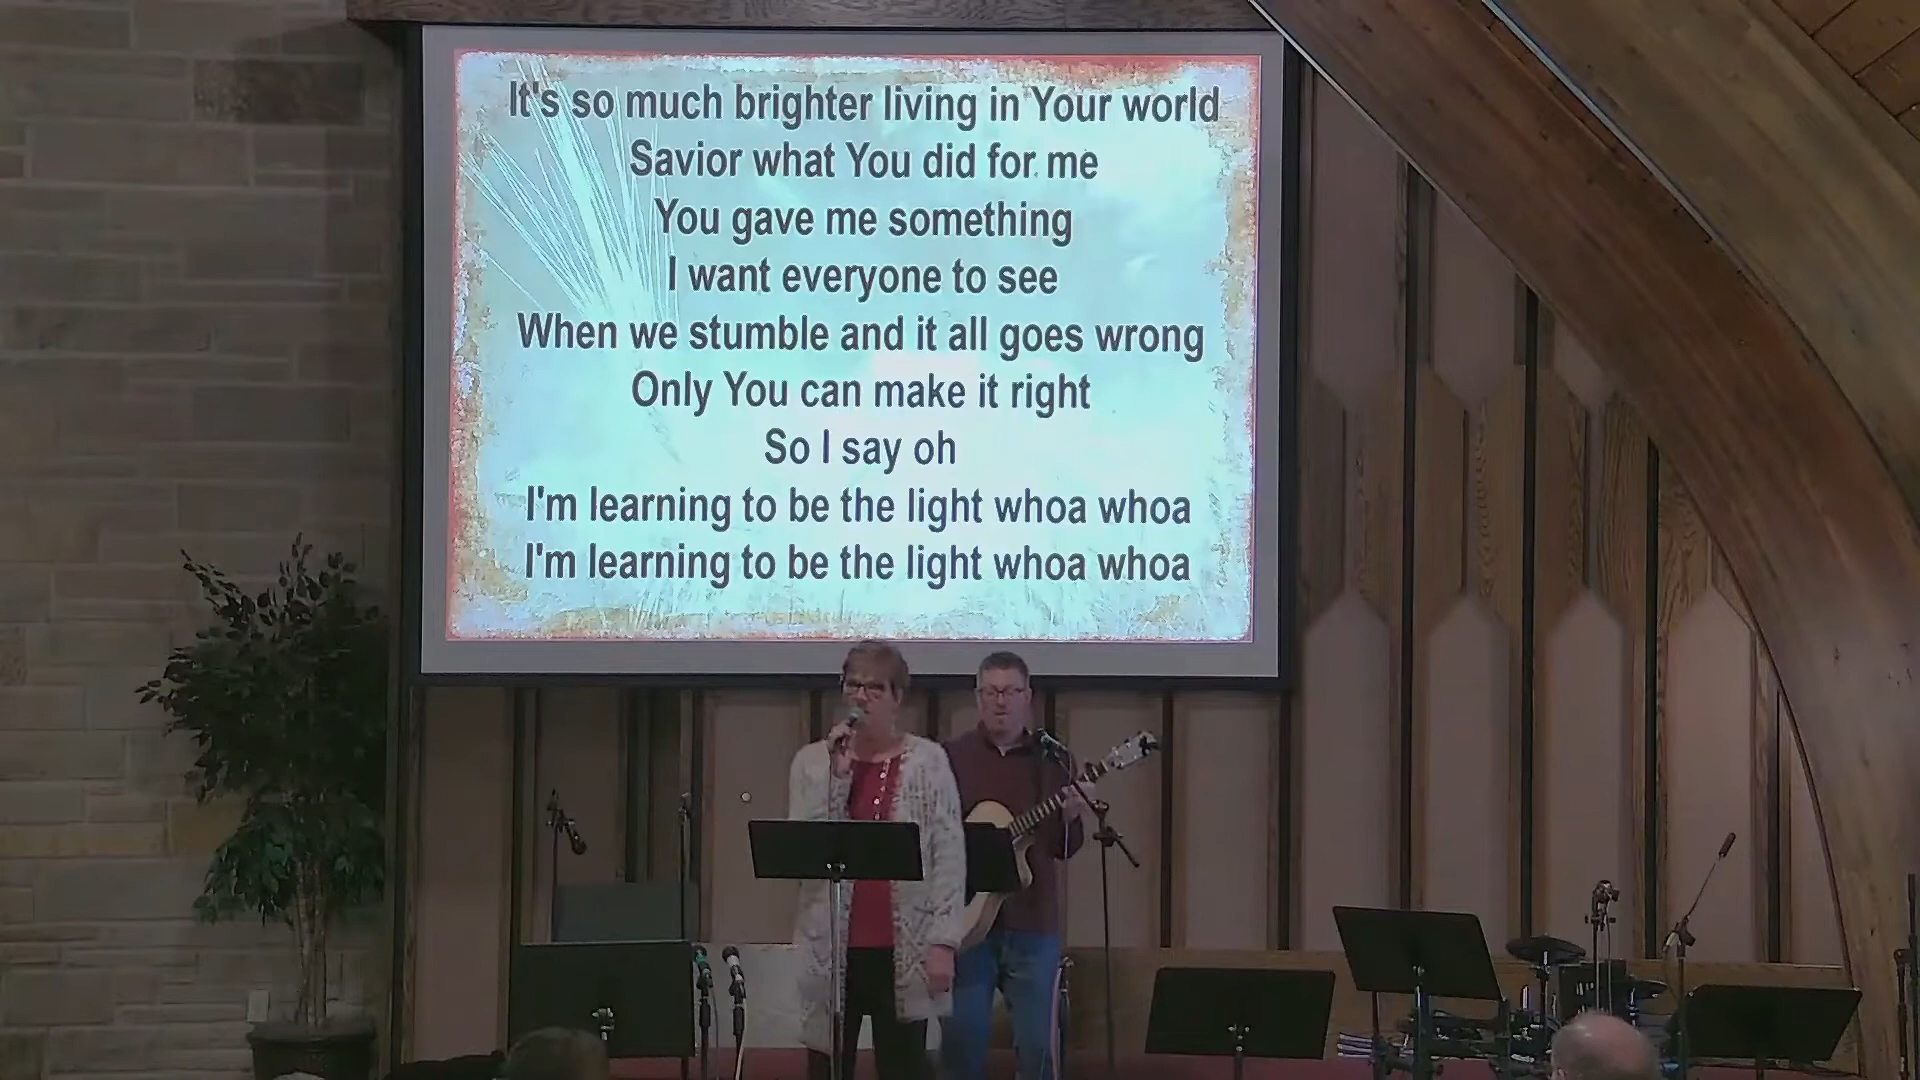 It's so much brighter living in Your world
Savior what You did for me
You gave me something
I want everyone to see
When we stumble and it all goes wrong
Only You can make it right
So I say oh
I'm learning to be the light whoa whoa
I'm learning to be the light whoa whoa